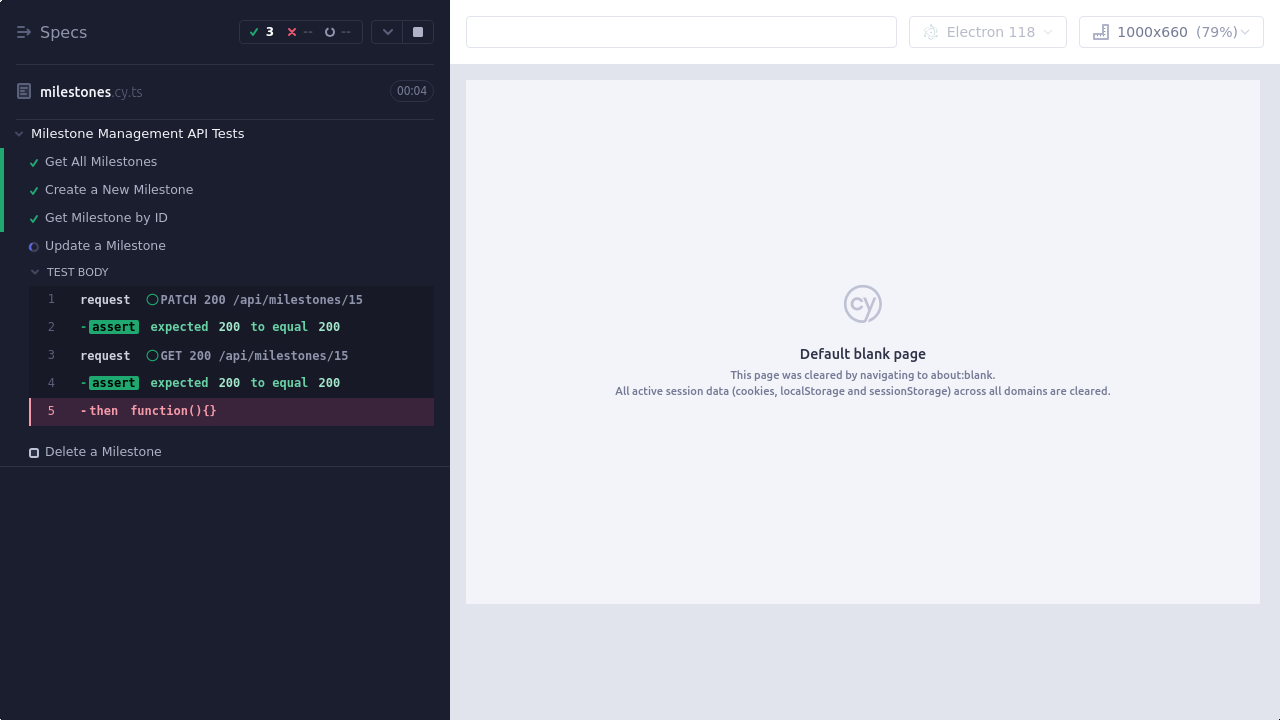 Specs
3
--
--
milestones.cy.ts
00:04
Milestone Management API Tests
Get All Milestones
Create a New Milestone
Get Milestone by ID
Update a Milestone
TEST BODY
1 request PATCH 200 /api/milestones/15
2 -assert expected 200 to equal 200
3 request GET 200 /api/milestones/15
4 -assert expected 200 to equal 200
5 -then function(){}
Delete a Milestone
Electron 118
1000x660 (79%)
cy
Default blank page
This page was cleared by navigating to about:blank.
All active session data (cookies, localStorage and sessionStorage) across all domains are cleared.